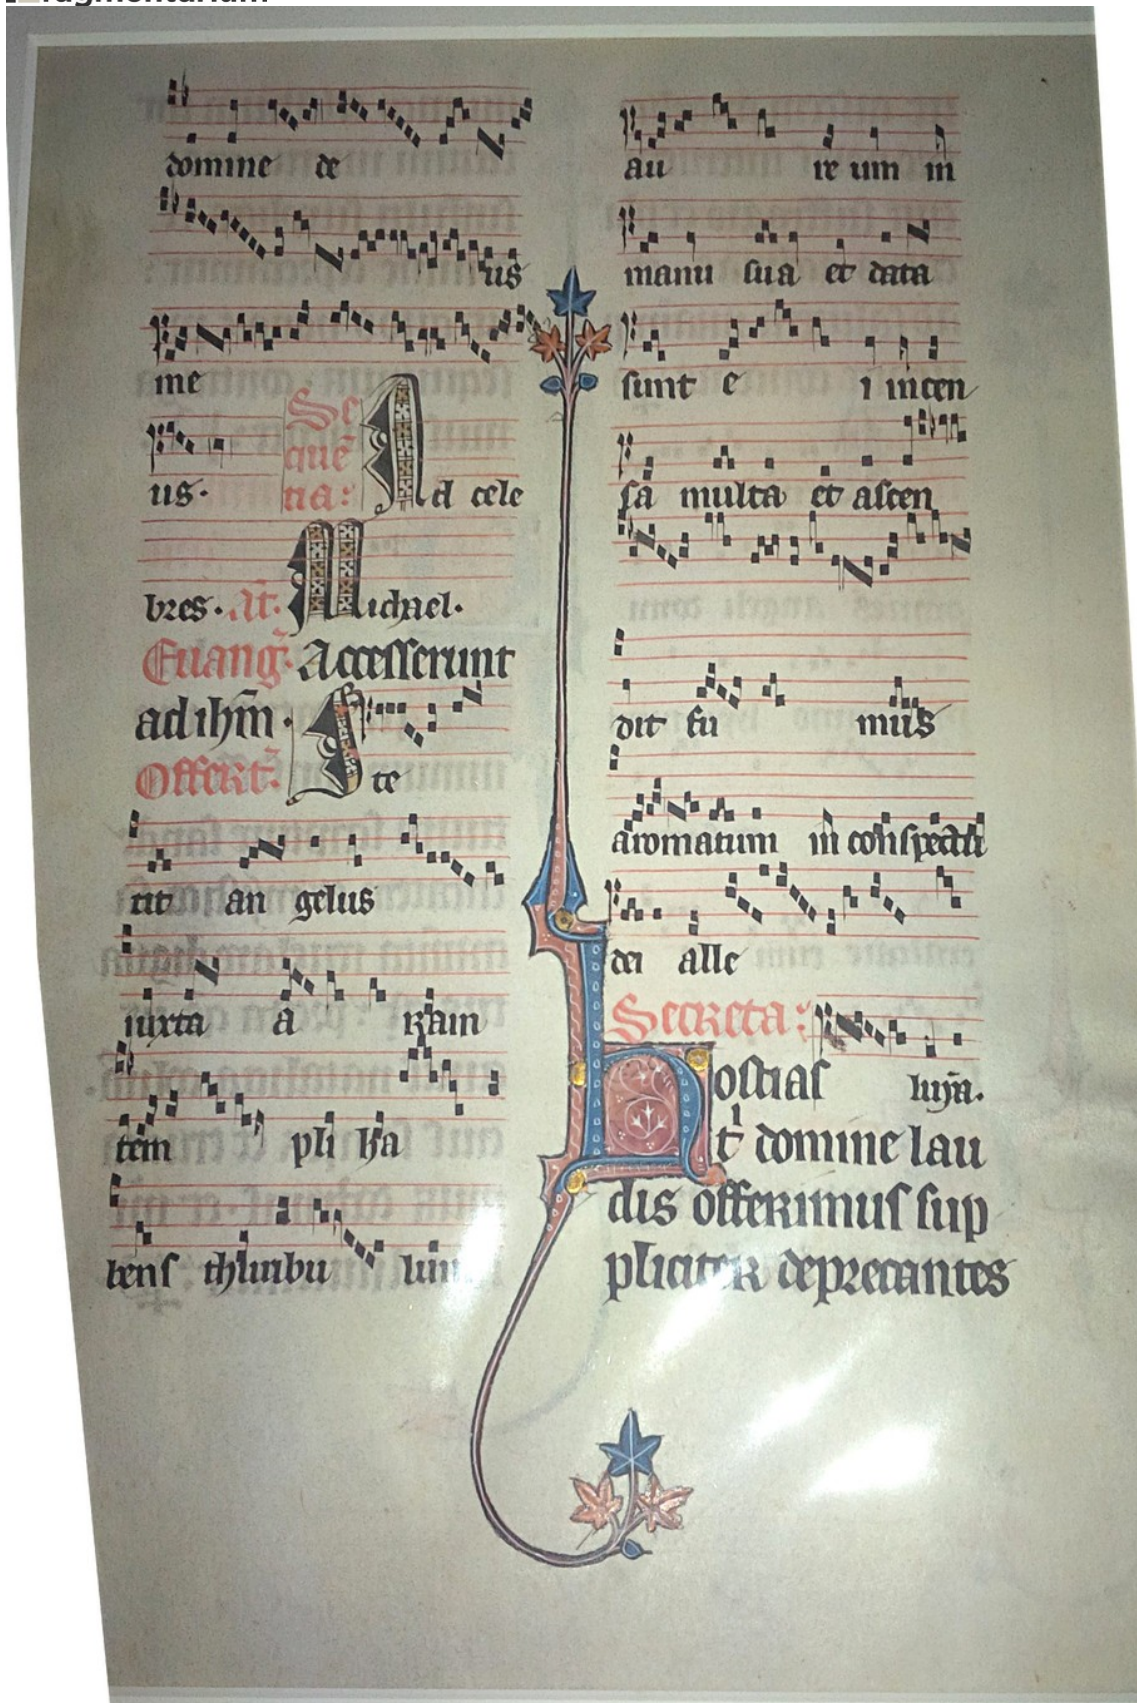 domine de
us
me
Se
que
us. na: Ad cele
bres. At. Michael.
Euang. Accesserunt
ad ihm.
Offert. Ste
tit an gelus
iuxta a ram
tem pli ha
bens thuribu lum
au re um in
manu sua et data
sunt e i incen
sa multa et ascen
dit fu mus
aromatum in conspectu
dei alle
Secreta:
Hostias luya.
t domine lau
dis offerimus sup
pliciter deprecantes